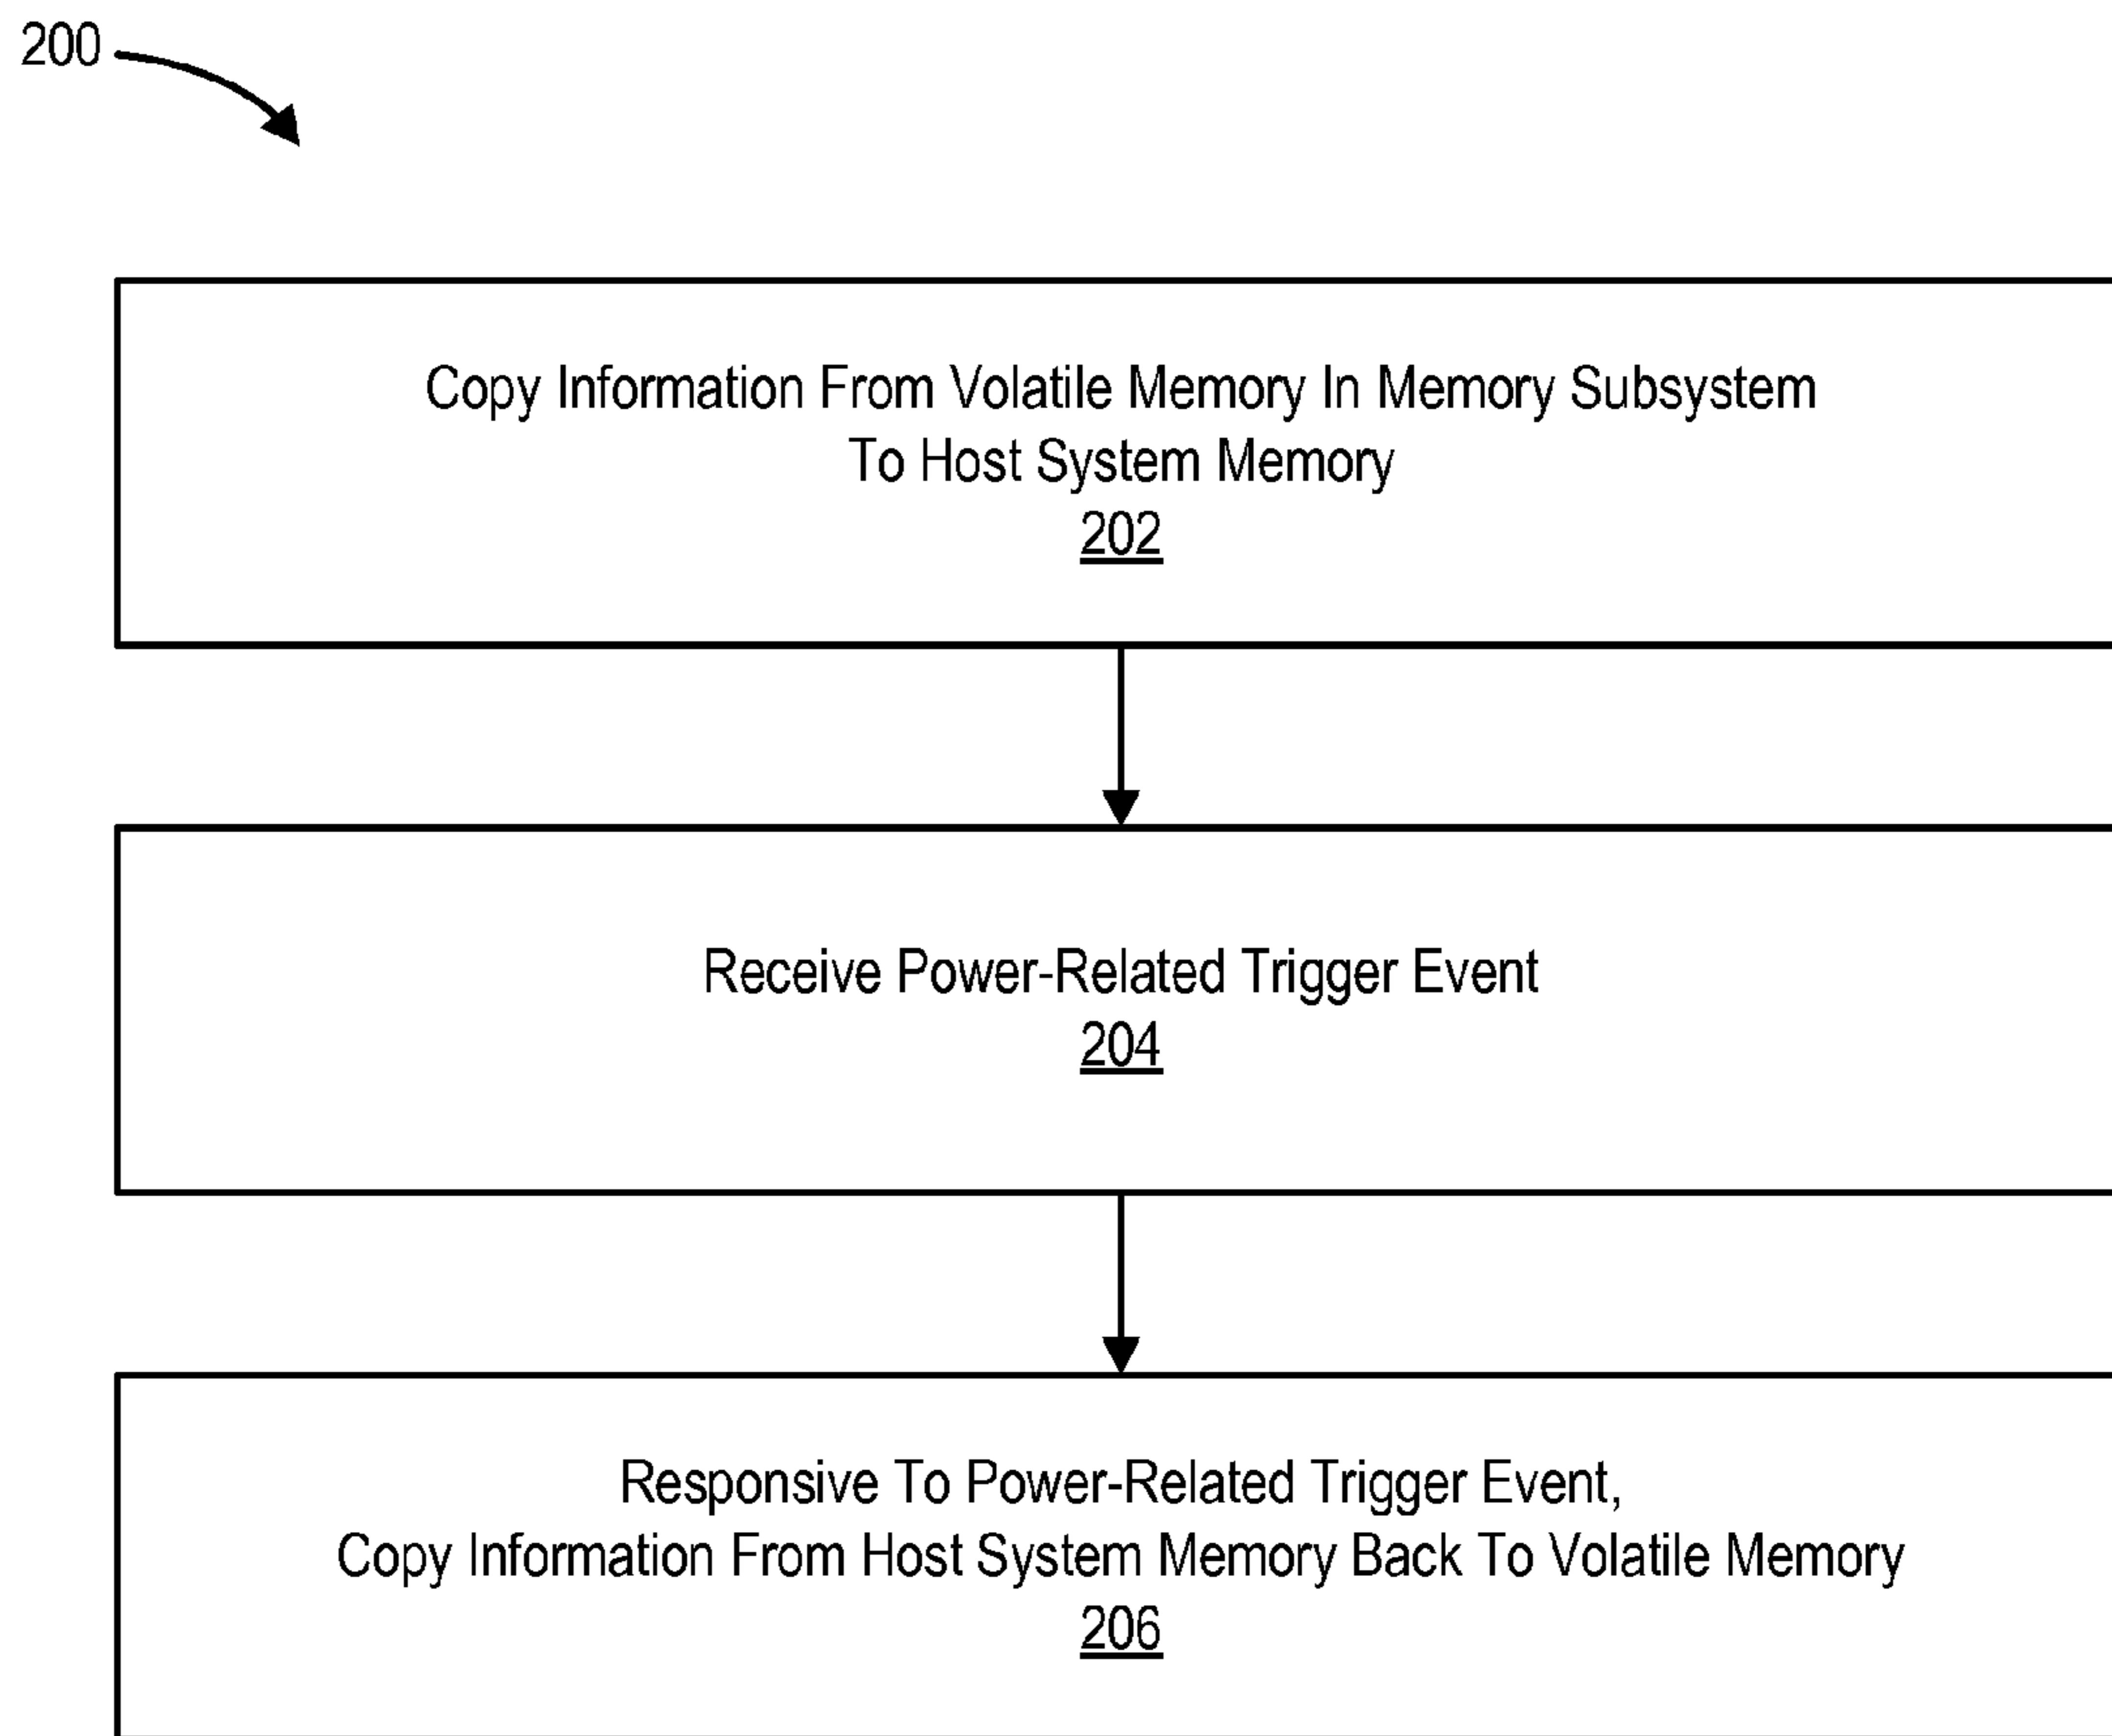 200
Copy Information From Volatile Memory In Memory Subsystem
To Host System Memory
202
Receive Power-Related Trigger Event
204
Responsive To Power-Related Trigger Event,
Copy Information From Host System Memory Back To Volatile Memory
206